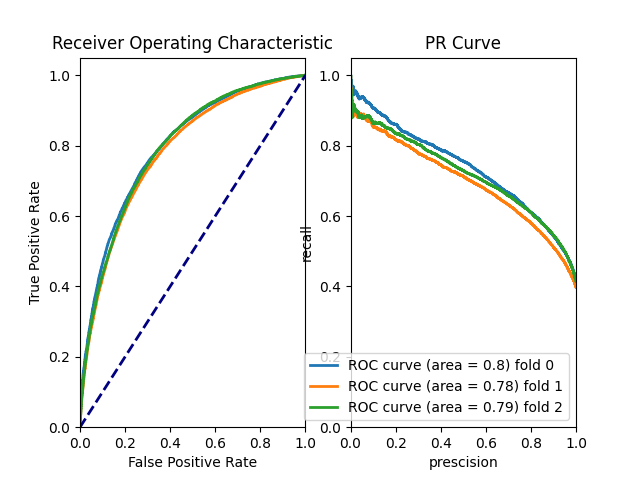 Receiver Operating Characteristic
PR Curve
True Positive Rate
1.0
0.8
0.6
0.4
0.2
0.0
0.0 0.2 0.4 0.6 0.8 1.0
False Positive Rate
recall
1.0
0.8
0.6
0.4
0.2
0.0
ROC curve (area = 0.8) fold 0
ROC curve (area = 0.78) fold 1
ROC curve (area = 0.79) fold 2
0.0 0.2 0.4 0.6 0.8 1.0
prescision